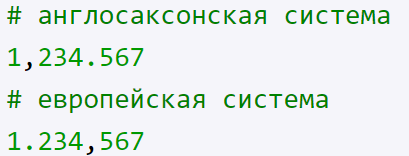 # англосаксонская система
1,234.567
# европейская система
1.234,567